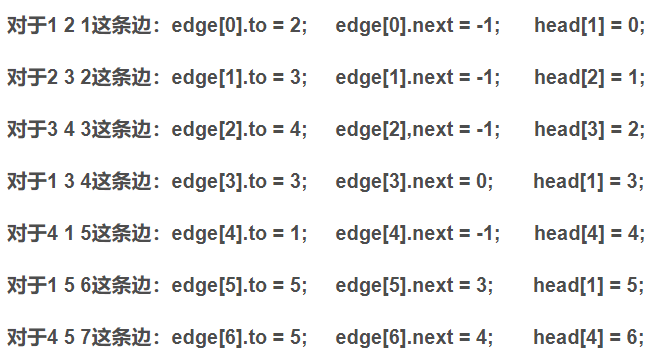 对于1 2 1这条边：edge[0].to = 2; edge[0].next = -1; head[1] = 0;
对于2 3 2这条边：edge[1].to = 3; edge[1].next = -1; head[2] = 1;
对于3 4 3这条边：edge[2].to = 4; edge[2],next = -1; head[3] = 2;
对于1 3 4这条边：edge[3].to = 3; edge[3].next = 0; head[1] = 3;
对于4 1 5这条边：edge[4].to = 1; edge[4].next = -1; head[4] = 4;
对于1 5 6这条边：edge[5].to = 5; edge[5].next = 3; head[1] = 5;
对于4 5 7这条边：edge[6].to = 5; edge[6].next = 4; head[4] = 6;